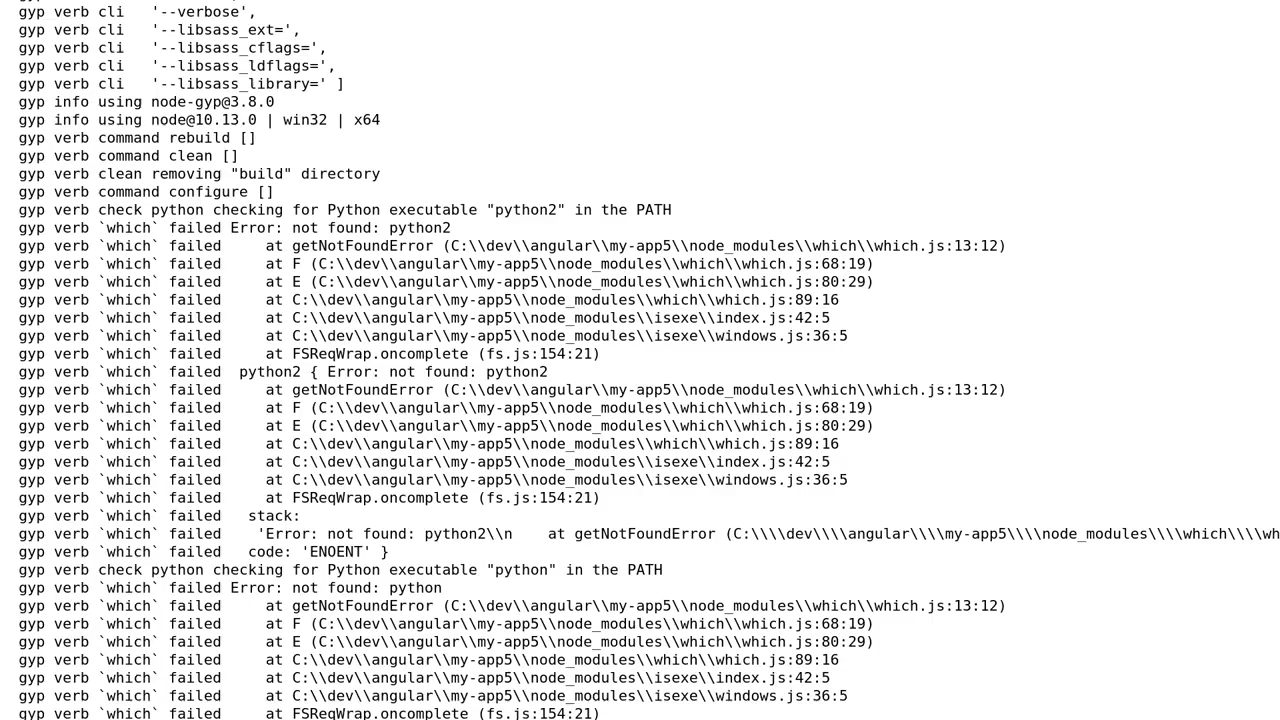 gyp verb cli   '--verbose',
gyp verb cli   '--libsass_ext=',
gyp verb cli   '--libsass_cflags=',
gyp verb cli   '--libsass_ldflags=',
gyp verb cli   '--libsass_library=' ]
gyp info using node-gyp@3.8.0
gyp info using node@10.13.0 | win32 | x64
gyp verb command rebuild []
gyp verb command clean []
gyp verb clean removing "build" directory
gyp verb command configure []
gyp verb check python checking for Python executable "python2" in the PATH
gyp verb `which` failed Error: not found: python2
gyp verb `which` failed     at getNotFoundError (C:\\dev\\angular\\my-app5\\node_modules\\which\\which.js:13:12)
gyp verb `which` failed     at F (C:\\dev\\angular\\my-app5\\node_modules\\which\\which.js:68:19)
gyp verb `which` failed     at E (C:\\dev\\angular\\my-app5\\node_modules\\which\\which.js:80:29)
gyp verb `which` failed     at C:\\dev\\angular\\my-app5\\node_modules\\which\\which.js:89:16
gyp verb `which` failed     at C:\\dev\\angular\\my-app5\\node_modules\\isexe\\index.js:42:5
gyp verb `which` failed     at C:\\dev\\angular\\my-app5\\node_modules\\isexe\\windows.js:36:5
gyp verb `which` failed     at FSReqWrap.oncomplete (fs.js:154:21)
gyp verb `which` failed  python2 { Error: not found: python2
gyp verb `which` failed     at getNotFoundError (C:\\dev\\angular\\my-app5\\node_modules\\which\\which.js:13:12)
gyp verb `which` failed     at F (C:\\dev\\angular\\my-app5\\node_modules\\which\\which.js:68:19)
gyp verb `which` failed     at E (C:\\dev\\angular\\my-app5\\node_modules\\which\\which.js:80:29)
gyp verb `which` failed     at C:\\dev\\angular\\my-app5\\node_modules\\which\\which.js:89:16
gyp verb `which` failed     at C:\\dev\\angular\\my-app5\\node_modules\\isexe\\index.js:42:5
gyp verb `which` failed     at C:\\dev\\angular\\my-app5\\node_modules\\isexe\\windows.js:36:5
gyp verb `which` failed     at FSReqWrap.oncomplete (fs.js:154:21)
gyp verb `which` failed   stack:
gyp verb `which` failed    'Error: not found: python2\\n    at getNotFoundError (C:\\\\dev\\\\angular\\\\my-app5\\\\node_modules\\\\which\\\\wh
gyp verb `which` failed   code: 'ENOENT' }
gyp verb check python checking for Python executable "python" in the PATH
gyp verb `which` failed Error: not found: python
gyp verb `which` failed     at getNotFoundError (C:\\dev\\angular\\my-app5\\node_modules\\which\\which.js:13:12)
gyp verb `which` failed     at F (C:\\dev\\angular\\my-app5\\node_modules\\which\\which.js:68:19)
gyp verb `which` failed     at E (C:\\dev\\angular\\my-app5\\node_modules\\which\\which.js:80:29)
gyp verb `which` failed     at C:\\dev\\angular\\my-app5\\node_modules\\which\\which.js:89:16
gyp verb `which` failed     at C:\\dev\\angular\\my-app5\\node_modules\\isexe\\index.js:42:5
gyp verb `which` failed     at C:\\dev\\angular\\my-app5\\node_modules\\isexe\\windows.js:36:5
gyp verb `which` failed     at FSReqWrap.oncomplete (fs.js:154:21)